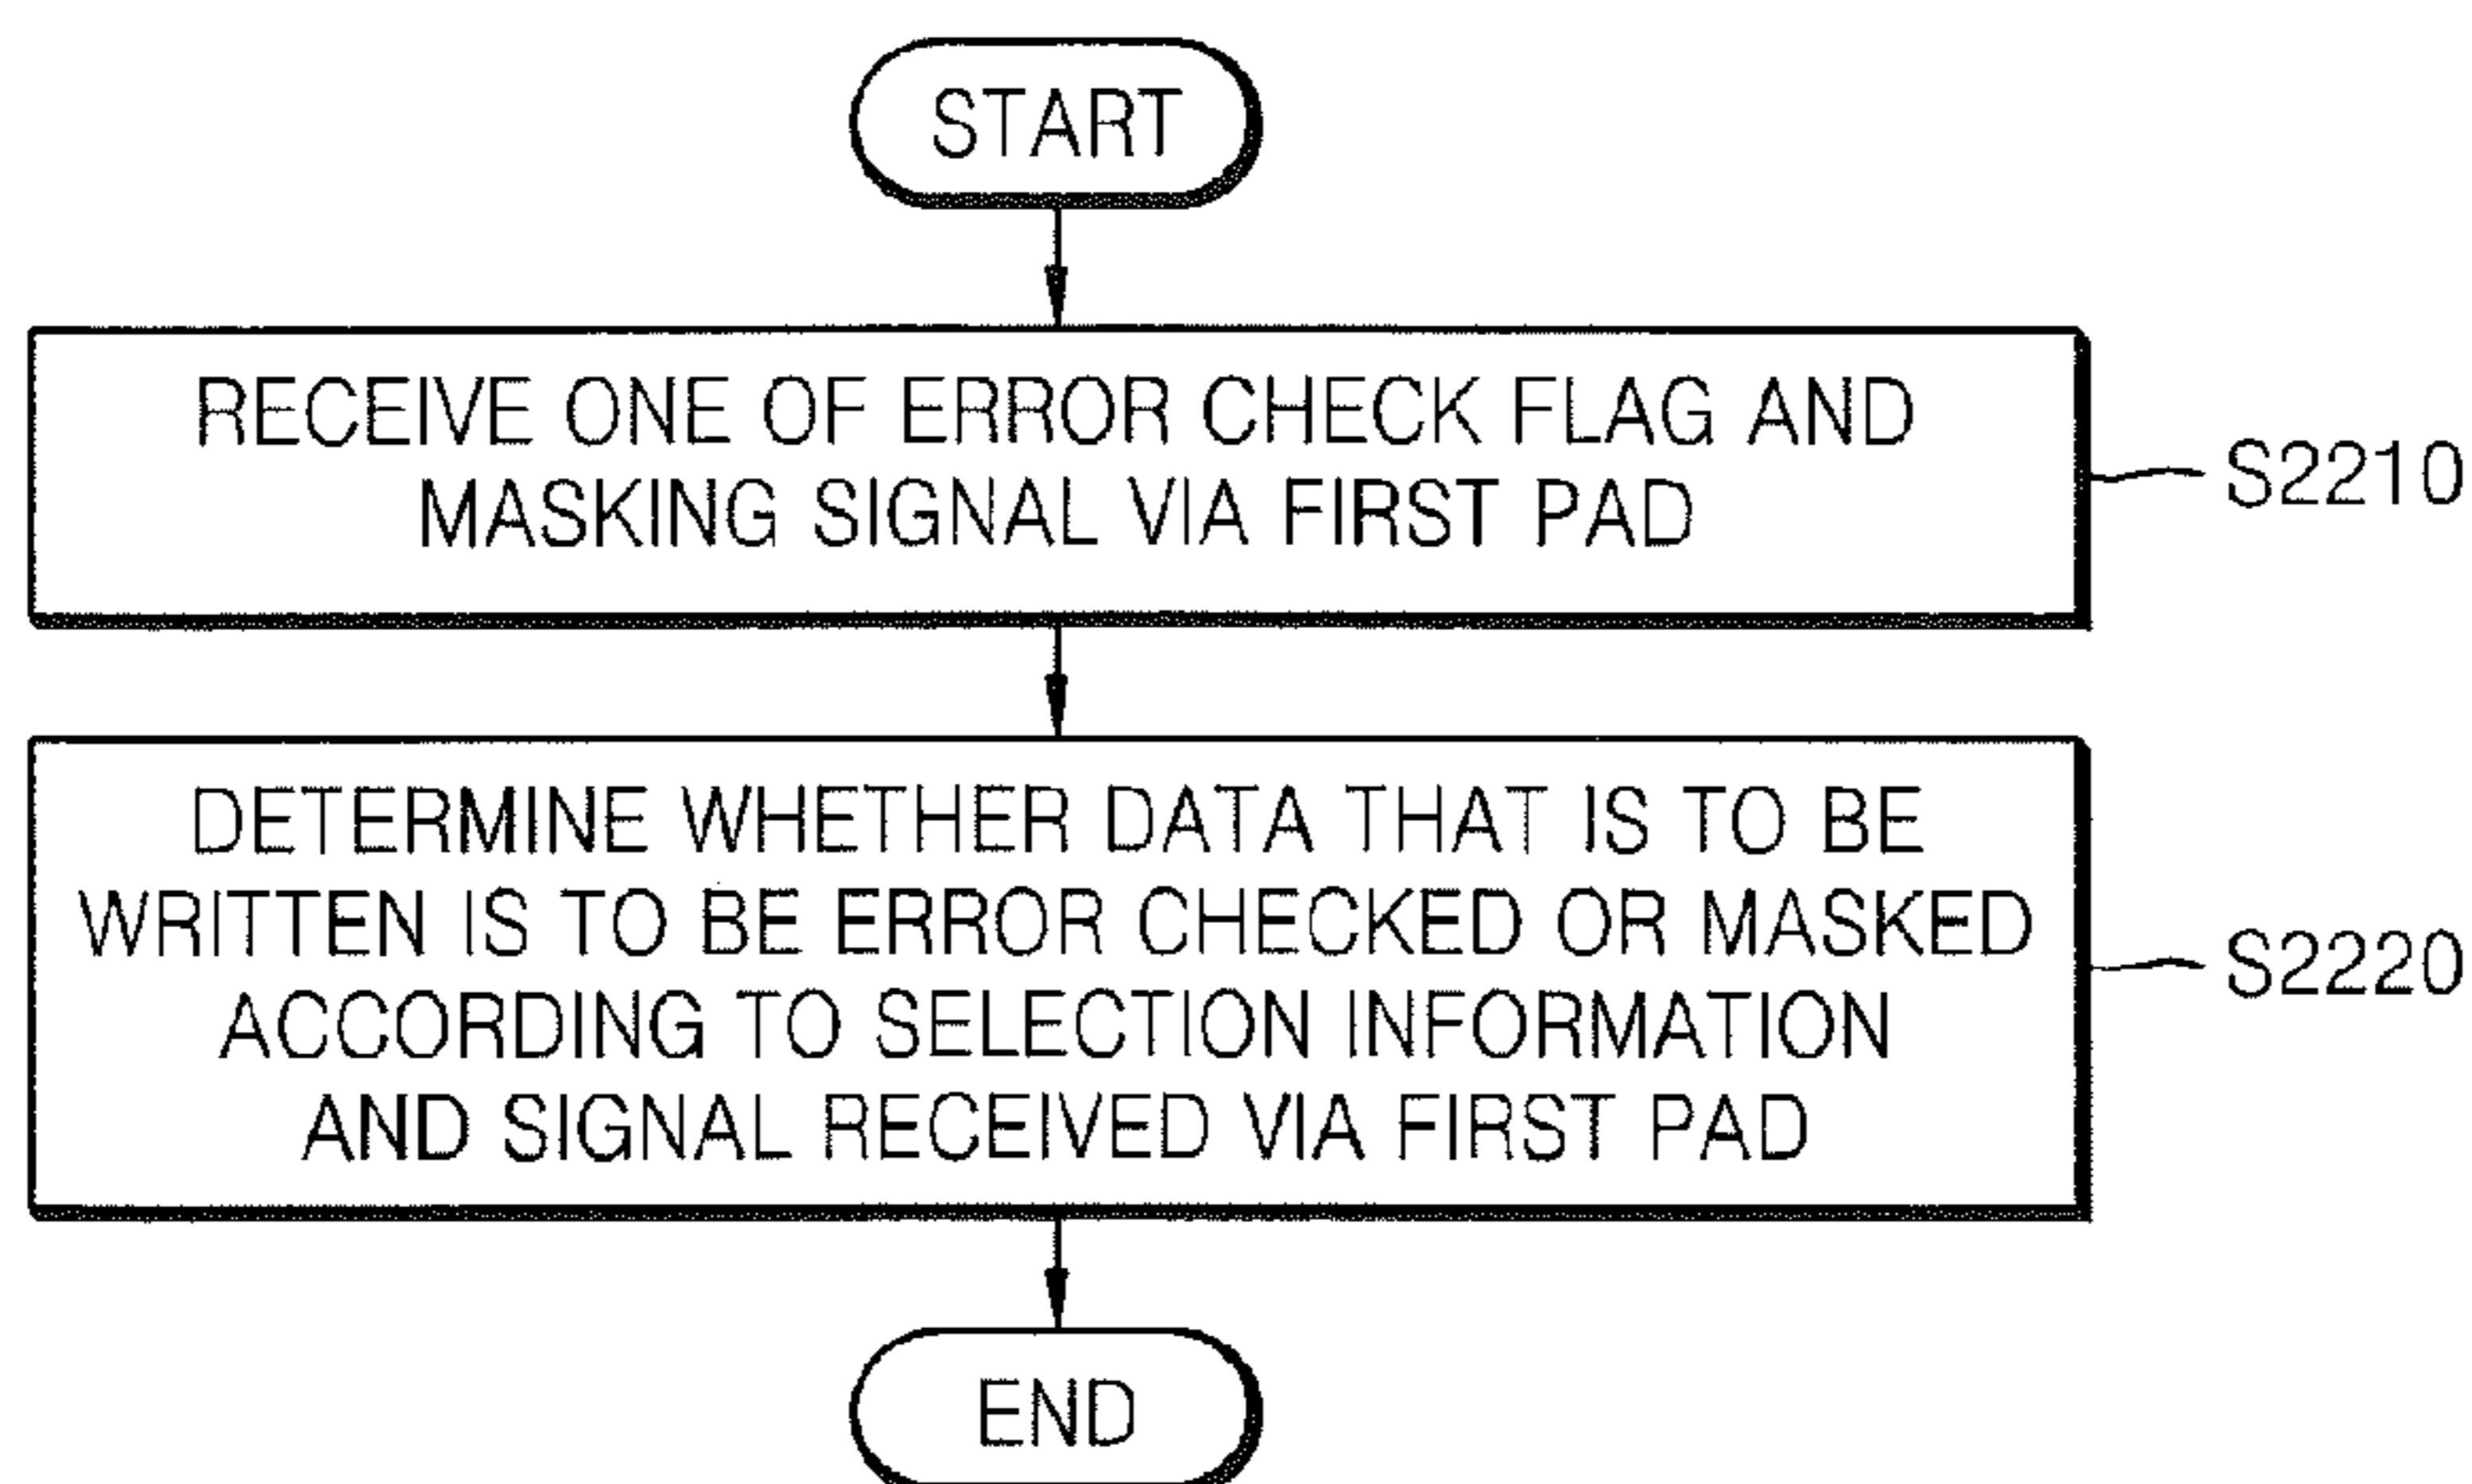 START
RECEIVE ONE OF ERROR CHECK FLAG AND
MASKING SIGNAL VIA FIRST PAD
S2210
DETERMINE WHETHER DATA THAT IS TO BE
WRITTEN IS TO BE ERROR CHECKED OR MASKED
ACCORDING TO SELECTION INFORMATION
AND SIGNAL RECEIVED VIA FIRST PAD
S2220
END